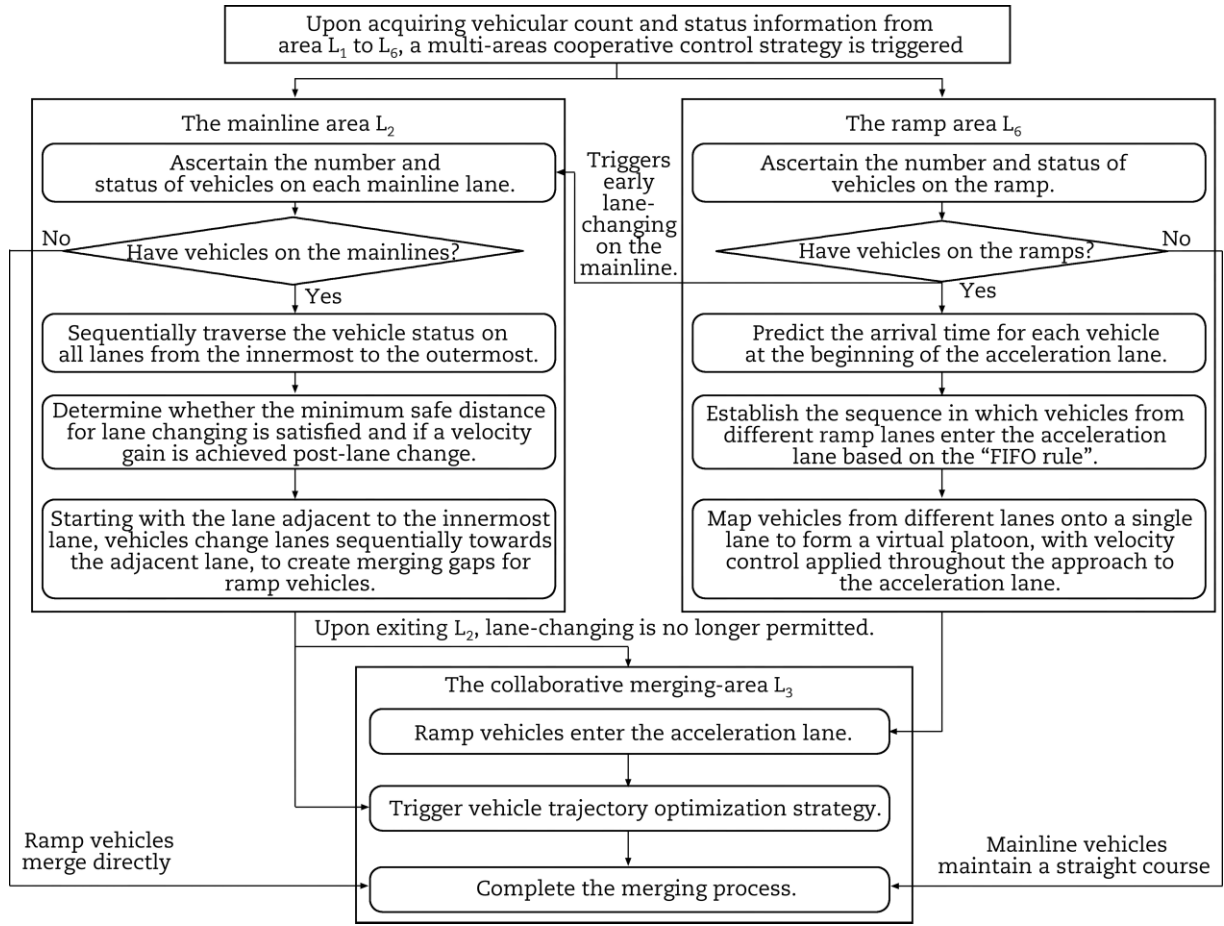 Upon acquiring vehicular count and status information from
area L₁ to L₆, a multi-areas cooperative control strategy is triggered
The mainline area L₂
Ascertain the number and
status of vehicles on each mainline lane.
No
Have vehicles on the mainlines?
Yes
Sequentially traverse the vehicle status on
all lanes from the innermost to the outermost.
Determine whether the minimum safe distance
for lane changing is satisfied and if a velocity
gain is achieved post-lane change.
Starting with the lane adjacent to the innermost
lane, vehicles change lanes sequentially towards
the adjacent lane, to create merging gaps for
ramp vehicles.
Triggers
early
lane-
changing
on the
mainline.
The ramp area L₆
Ascertain the number and status of
vehicles on the ramp.
Have vehicles on the ramps?
No
Yes
Predict the arrival time for each vehicle
at the beginning of the acceleration lane.
Establish the sequence in which vehicles from
different ramp lanes enter the acceleration
lane based on the “FIFO rule”.
Map vehicles from different lanes onto a single
lane to form a virtual platoon, with velocity
control applied throughout the approach to
the acceleration lane.
Upon exiting L₂, lane-changing is no longer permitted.
The collaborative merging-area L₃
Ramp vehicles enter the acceleration lane.
Trigger vehicle trajectory optimization strategy.
Complete the merging process.
Ramp vehicles
merge directly
Mainline vehicles
maintain a straight course